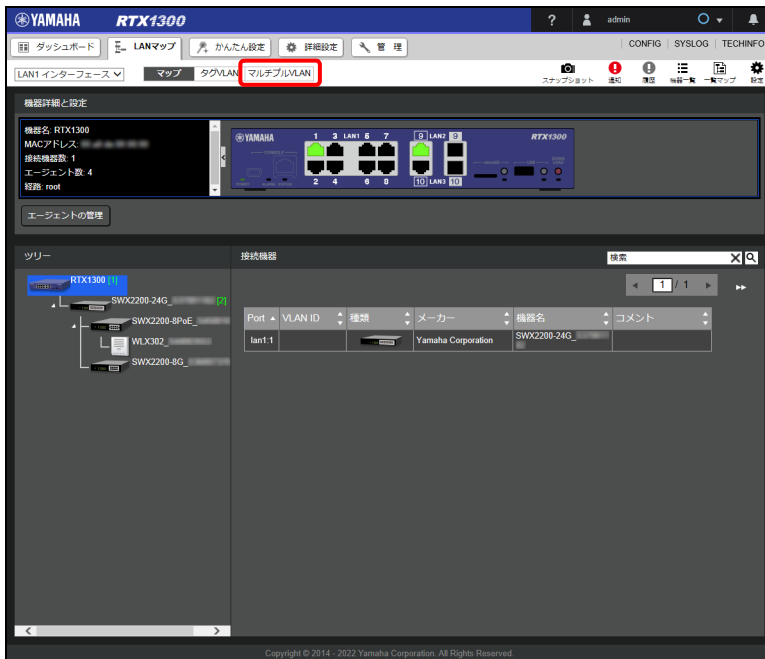 YAMAHA RTX1300 ? admin
ダッシュボード LANマップ かんたん設定 詳細設定 管 理 CONFIG SYSLOG TECHINFO
LAN1 インターフェース マップ タグVLAN マルチプルVLAN スナップショット 通知 履歴 機器一覧 一覧マップ 設定
機器詳細と設定
機器名: RTX1300
MACアドレス:
接続機器数: 1
エージェント数: 4
経路: root
YAMAHA 1 3 LAN1 5 7 9 LAN2 9 RTX1300
CONSOLE
2 4 6 8 10 LAN3 10
POWER ALARM STATUS
エージェントの管理
ツリー 接続機器 検索
RTX1300 [1]
SWX2200-24G_ [2]
SWX2200-8PoE_
WLX302_
SWX2200-8G_
1 / 1
Port VLAN ID 種類 メーカー 機器名 コメント
lan1:1 Yamaha Corporation SWX2200-24G_
Copyright © 2014 - 2022 Yamaha Corporation. All Rights Reserved.